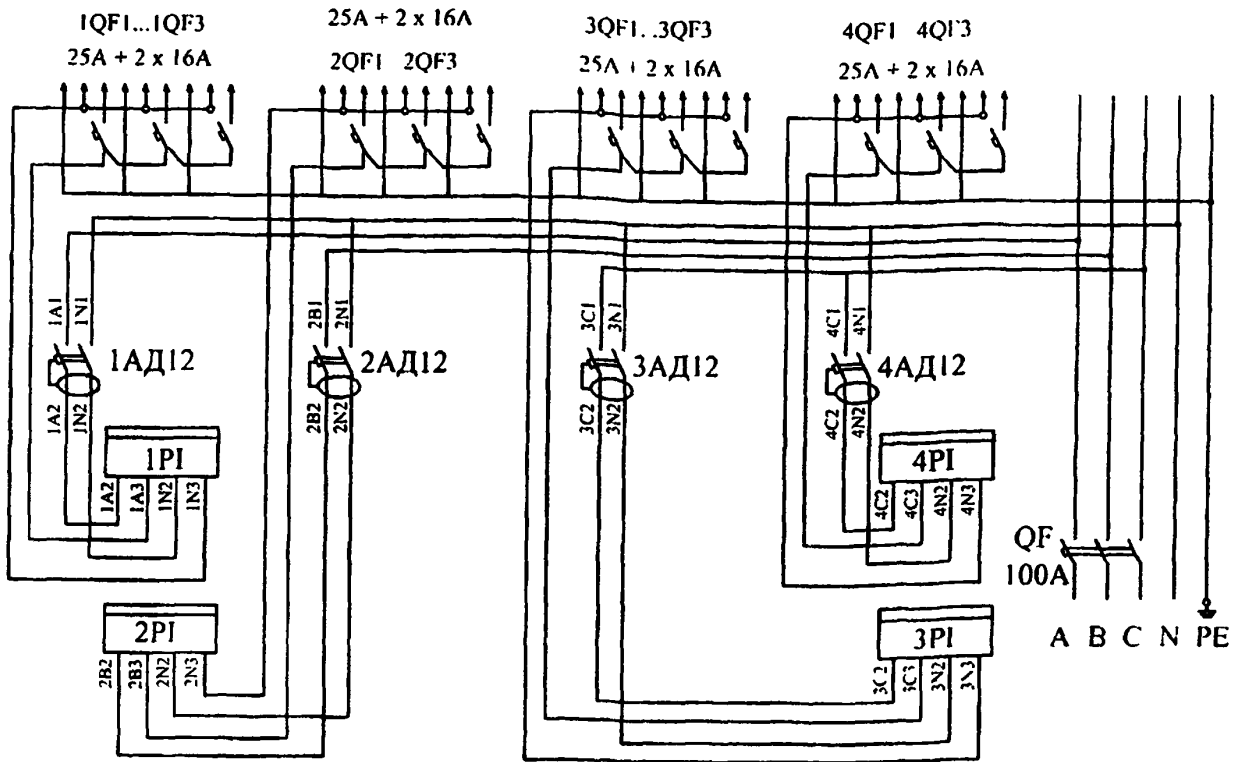 1QF1...1QF3
25A + 2 x 16A
25A + 2 x 16A
2QF1 2QF3
3QF1...3QF3
25A + 2 x 16A
4QF1 4QF3
25A + 2 x 16A
1A1
1N1
1АД12
1A2
1N2
2B1
2N1
2АД12
2B2
2N2
3C1
3N1
3АД12
3C2
3N2
4C1
4N1
4АД12
4C2
4N2
1PI
1A2
1A3
1N2
1N3
4PI
4C2
4C3
4N2
4N3
QF
100A
A B C N PE
2PI
2B2
2B3
2N2
2N3
3PI
3C2
3C3
3N2
3N3